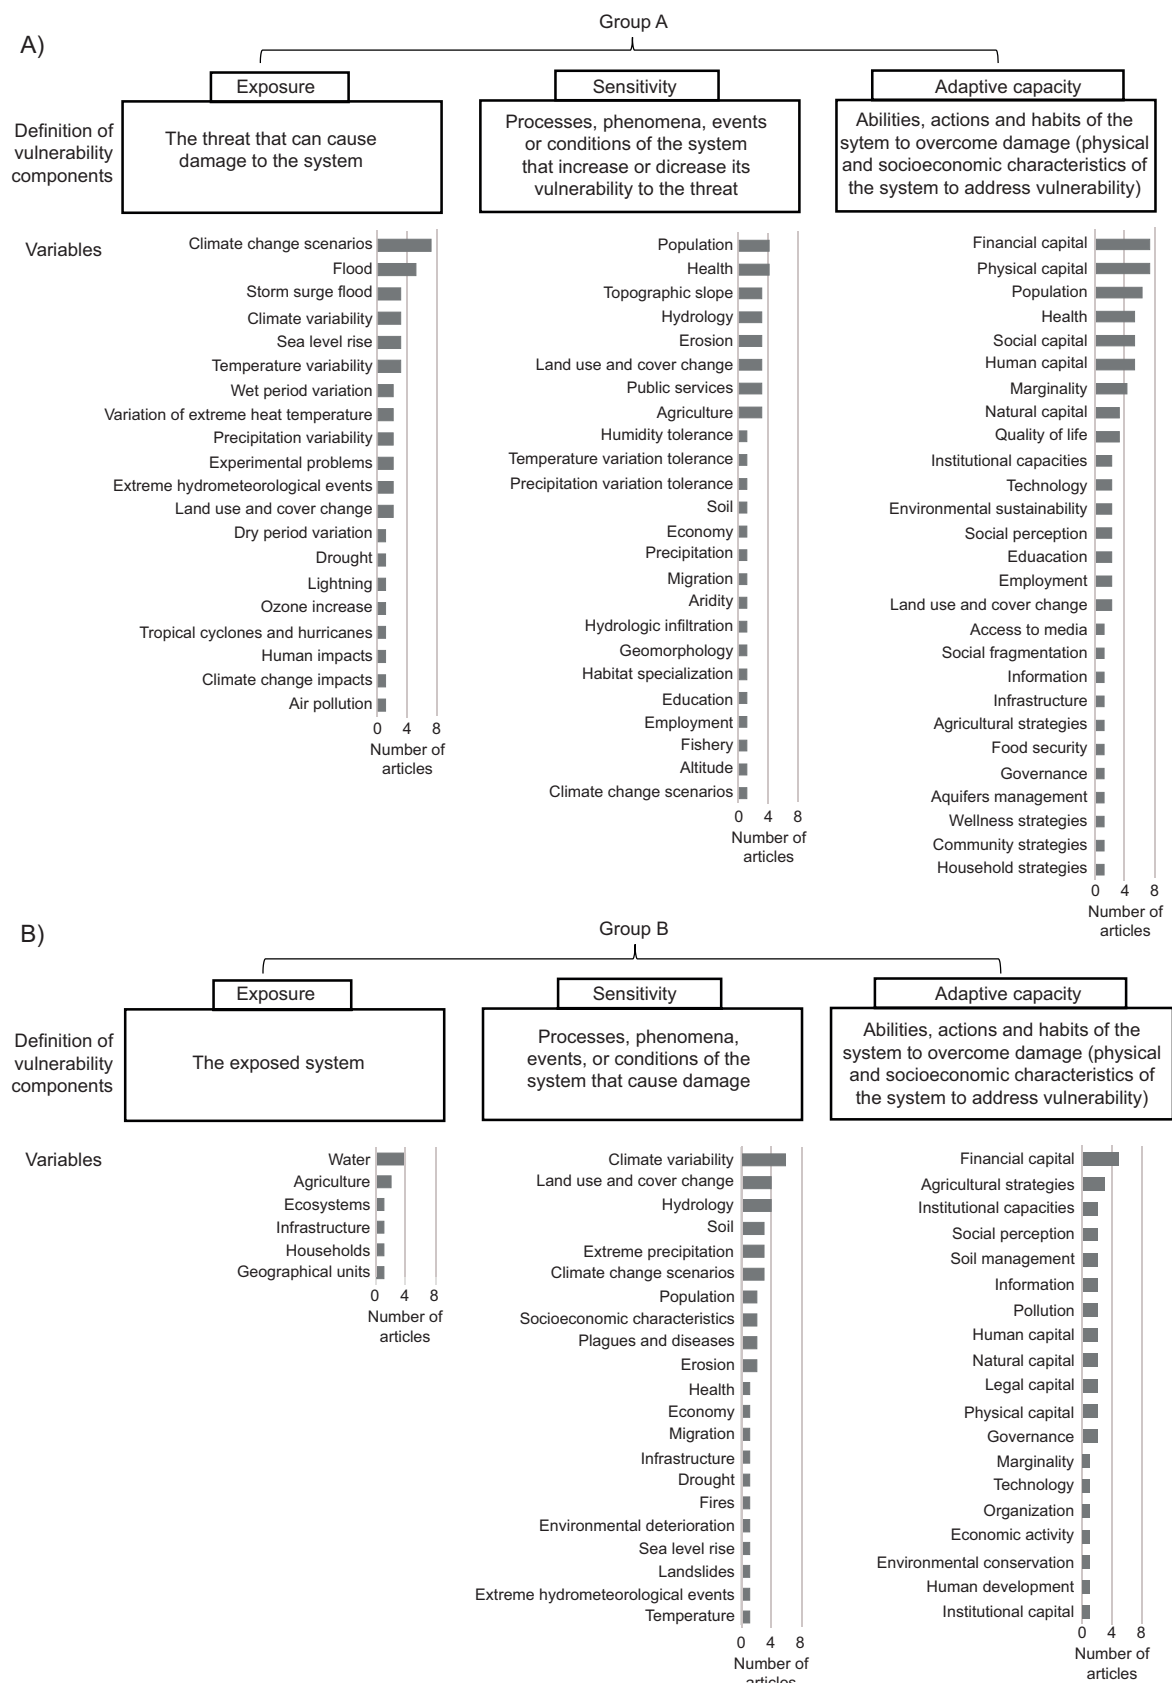 A)
Group A
Exposure
Sensitivity
Adaptive capacity
Definition of
vulnerability
components
The threat that can cause
damage to the system
Processes, phenomena, events
or conditions of the system
that increase or dicrease its
vulnerability to the threat
Abilities, actions and habits of the
sytem to overcome damage (physical
and socioeconomic characteristics of
the system to address vulnerability)
Variables
Climate change scenarios
Flood
Storm surge flood
Climate variability
Sea level rise
Temperature variability
Wet period variation
Variation of extreme heat temperature
Precipitation variability
Experimental problems
Extreme hydrometeorological events
Land use and cover change
Dry period variation
Drought
Lightning
Ozone increase
Tropical cyclones and hurricanes
Human impacts
Climate change impacts
Air pollution
0 4 8
Number of
articles
Population
Health
Topographic slope
Hydrology
Erosion
Land use and cover change
Public services
Agriculture
Humidity tolerance
Temperature variation tolerance
Precipitation variation tolerance
Soil
Economy
Precipitation
Migration
Aridity
Hydrologic infiltration
Geomorphology
Habitat specialization
Education
Employment
Fishery
Altitude
Climate change scenarios
0 4 8
Number of
articles
Financial capital
Physical capital
Population
Health
Social capital
Human capital
Marginality
Natural capital
Quality of life
Institutional capacities
Technology
Environmental sustainability
Social perception
Eduacation
Employment
Land use and cover change
Access to media
Social fragmentation
Information
Infrastructure
Agricultural strategies
Food security
Governance
Aquifers management
Wellness strategies
Community strategies
Household strategies
0 4 8
Number of
articles
B)
Group B
Exposure
Sensitivity
Adaptive capacity
Definition of
vulnerability
components
The exposed system
Processes, phenomena,
events, or conditions of the
system that cause damage
Abilities, actions and habits of the
system to overcome damage (physical
and socioeconomic characteristics of
the system to address vulnerability)
Variables
Water
Agriculture
Ecosystems
Infrastructure
Households
Geographical units
0 4 8
Number of
articles
Climate variability
Land use and cover change
Hydrology
Soil
Extreme precipitation
Climate change scenarios
Population
Socioeconomic characteristics
Plagues and diseases
Erosion
Health
Economy
Migration
Infrastructure
Drought
Fires
Environmental deterioration
Sea level rise
Landslides
Extreme hydrometeorological events
Temperature
0 4 8
Number of
articles
Financial capital
Agricultural strategies
Institutional capacities
Social perception
Soil management
Information
Pollution
Human capital
Natural capital
Legal capital
Physical capital
Governance
Marginality
Technology
Organization
Economic activity
Environmental conservation
Human development
Institutional capital
0 4 8
Number of
articles